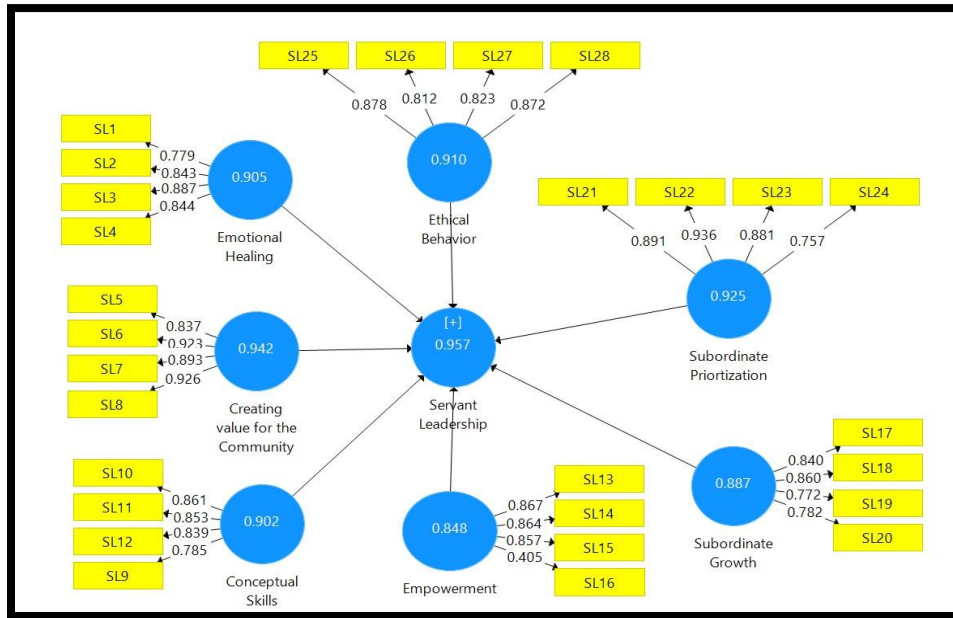 SL25
SL26
SL27
SL28
0.878
0.812
0.823
0.872
0.910
Ethical
Behavior
SL1
SL2
SL3
SL4
0.779
0.843
0.887
0.844
0.905
Emotional
Healing
SL21
SL22
SL23
SL24
0.891
0.936
0.881
0.757
0.925
Subordinate
Priortization
SL5
SL6
SL7
SL8
0.837
0.923
0.893
0.926
0.942
Creating
value for the
Community
[+]
0.957
Servant
Leadership
SL10
SL11
SL12
SL9
0.861
0.853
0.839
0.785
0.902
Conceptual
Skills
0.848
Empowerment
0.867
0.864
0.857
0.405
SL13
SL14
SL15
SL16
0.887
Subordinate
Growth
0.840
0.860
0.772
0.782
SL17
SL18
SL19
SL20